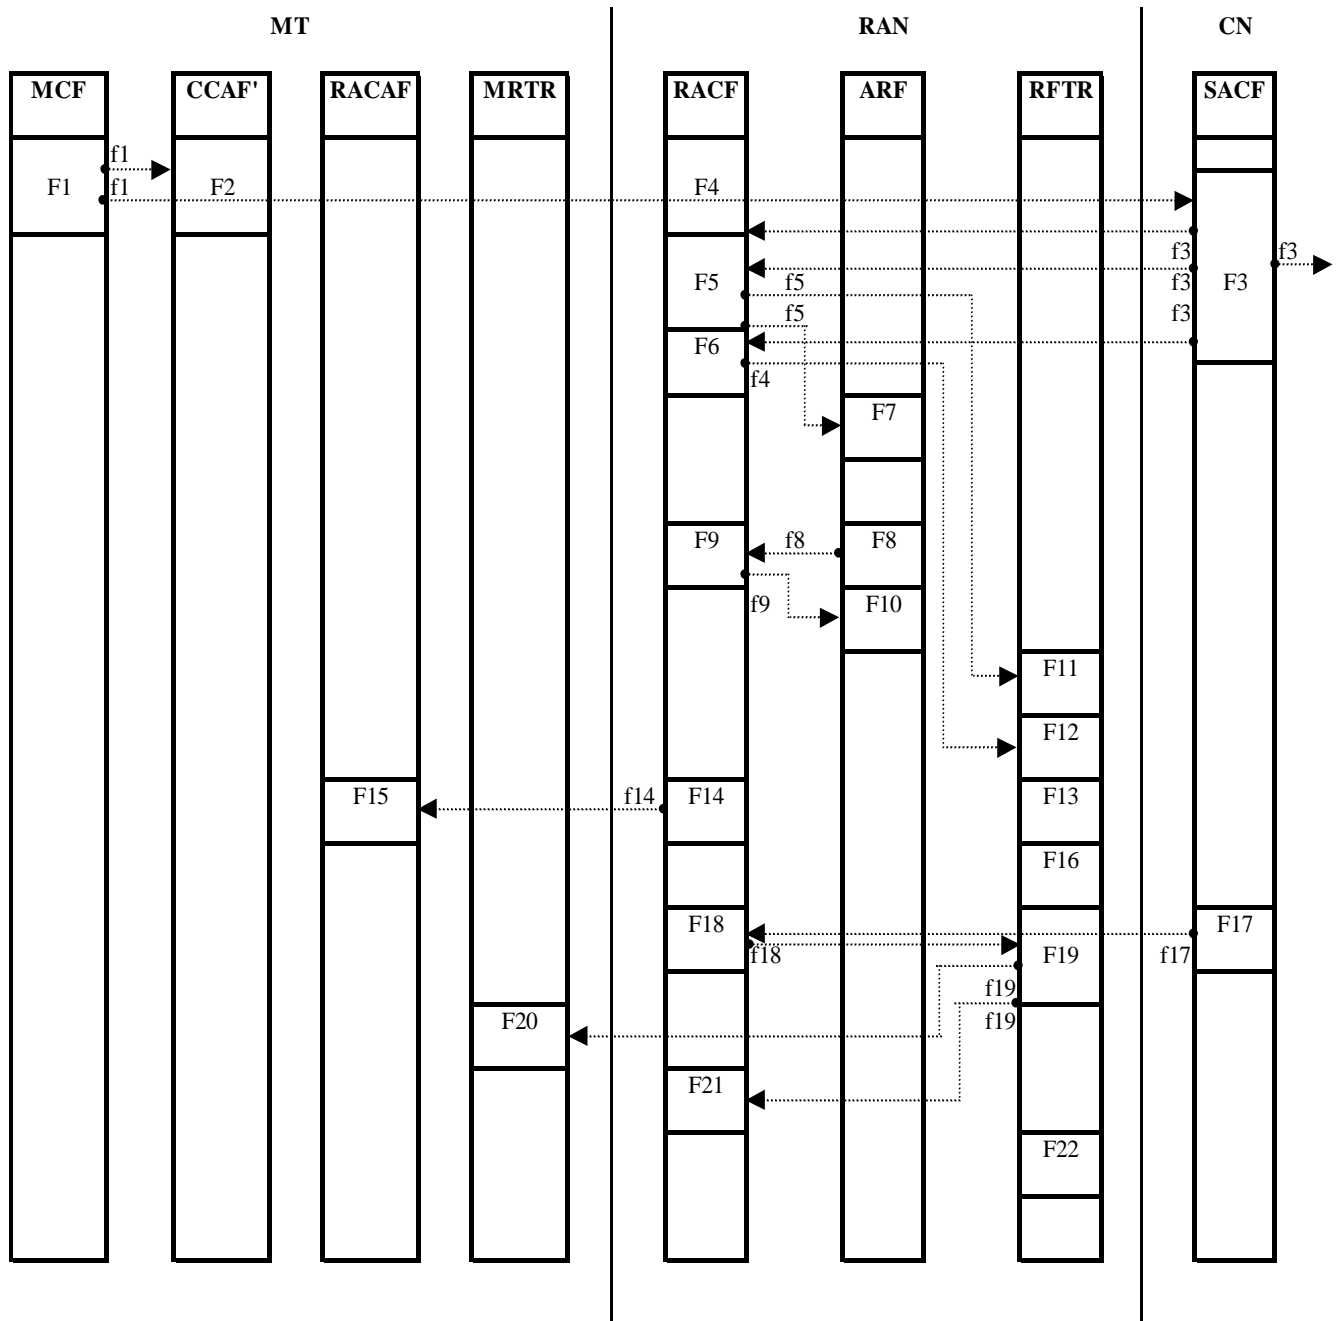 MT RAN CN
MCF CCAF' RACAF MRTR RACF ARF RFTR SACF
f1
F1 f1 F2 F4
f3 f3
F5 f5 f3 F3
f5 f3
F6
f4
F7
F9 f8 F8
f9 F10
F11
F12
F15 f14 F14 F13
F16
F18 F17
f18 F19 f17
f19
F20 f19
F21
F22